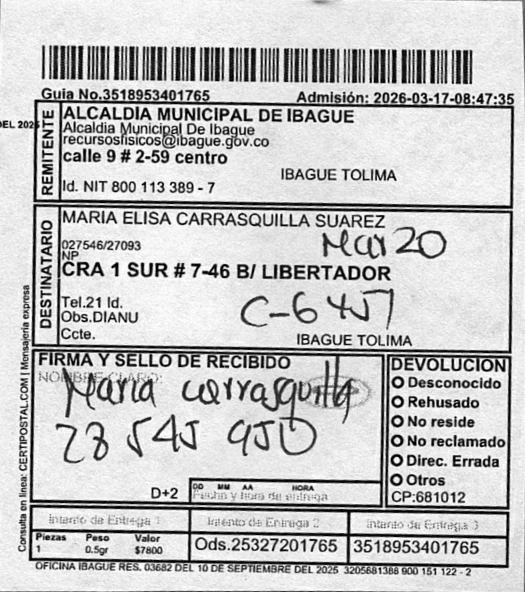 Guia No.3518953401765 Admisión: 2026-03-17-08:47:35
DEL 2025
REMITENTE
ALCALDIA MUNICIPAL DE IBAGUE
Alcaldia Municipal De Ibague
recursosfisicos@ibague.gov.co
calle 9 # 2-59 centro
IBAGUE TOLIMA
Id. NIT 800 113 389 - 7
DESTINATARIO
MARIA ELISA CARRASQUILLA SUAREZ
Mar 20
027546/27093
NP
CRA 1 SUR # 7-46 B/ LIBERTADOR
Tel.21 Id.
Obs.DIANU
Ccte.
C-6451
IBAGUE TOLIMA
FIRMA Y SELLO DE RECIBIDO
NOMBRE CLARO:
Maria carrasquilla
28 545 950
D+2
DD MM AA HORA
Fecha y hora de entrega
DEVOLUCION
Desconocido
Rehusado
No reside
No reclamado
Direc. Errada
Otros
CP:681012
Intento de Entrega 1 Intento de Entrega 2 Intento de Entrega 3
Piezas Peso Valor
1 0.5gr $7800
Ods.25327201765 3518953401765
OFICINA IBAGUE RES. 03682 DEL 10 DE SEPTIEMBRE DEL 2025 3205681388 900 151 122 - 2
Consulta en linea: CERTIPOSTAL.COM | Mensajería expresa